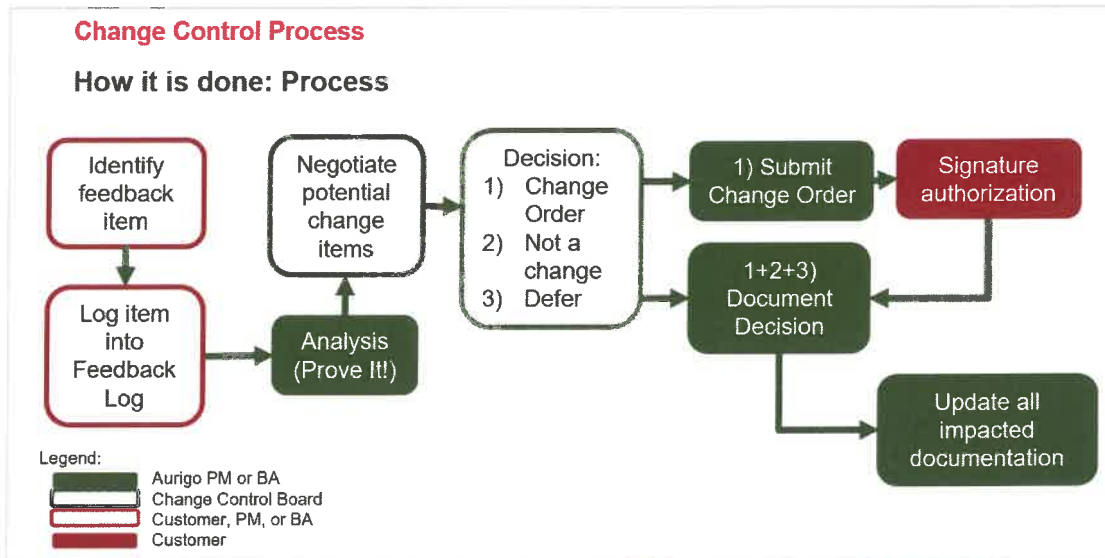 Change Control Process
How it is done: Process
Identify
feedback
item
Log item
into
Feedback
Log
Analysis
(Prove It!)
Negotiate
potential
change
items
Decision:
1) Change
Order
2) Not a
change
3) Defer
1) Submit
Change Order
Signature
authorization
1+2+3)
Document
Decision
Update all
impacted
documentation
Legend:
Aurigo PM or BA
Change Control Board
Customer, PM, or BA
Customer